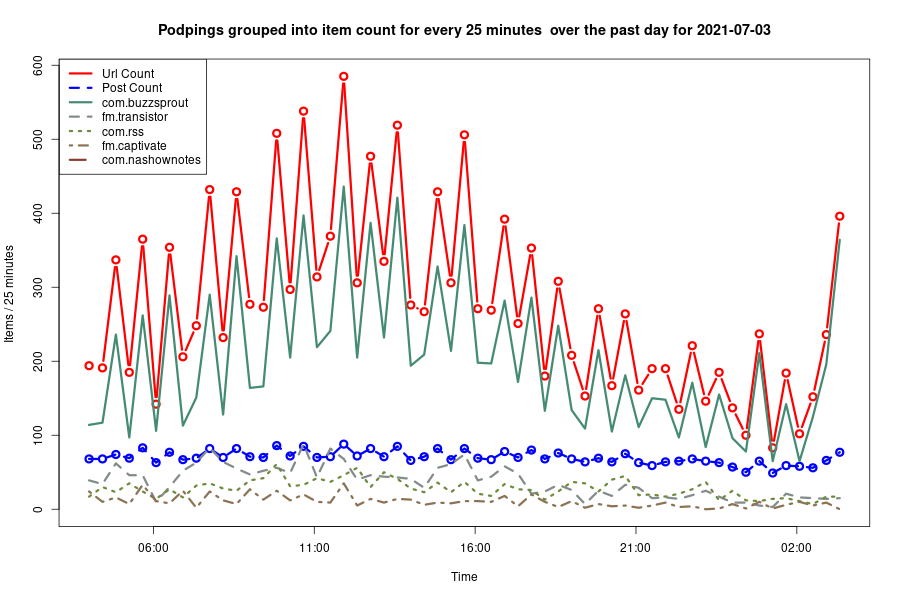 Podpings grouped into item count for every 25 minutes  over the past day for 2021-07-03
Url Count
Post Count
com.buzzsprout
fm.transistor
com.rss
fm.captivate
com.nashownotes
600
500
400
300
200
100
0
Items / 25 minutes
06:00 11:00 16:00 21:00 02:00
Time